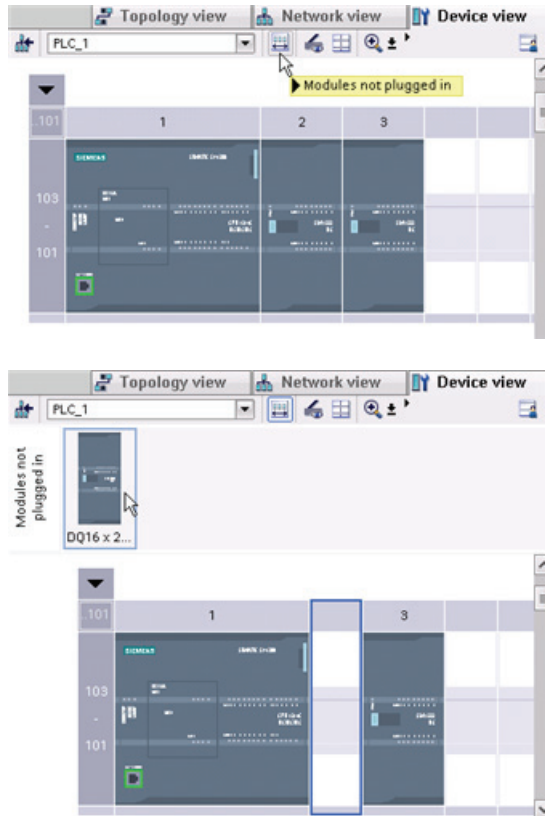 Topology view Network view Device view
PLC_1
Modules not plugged in
..101 1 2 3
SIEMENS
103
-
101
Topology view Network view Device view
PLC_1
Modules not
plugged in
DQ16 x 2...
..101 1 3
SIEMENS
103
-
101